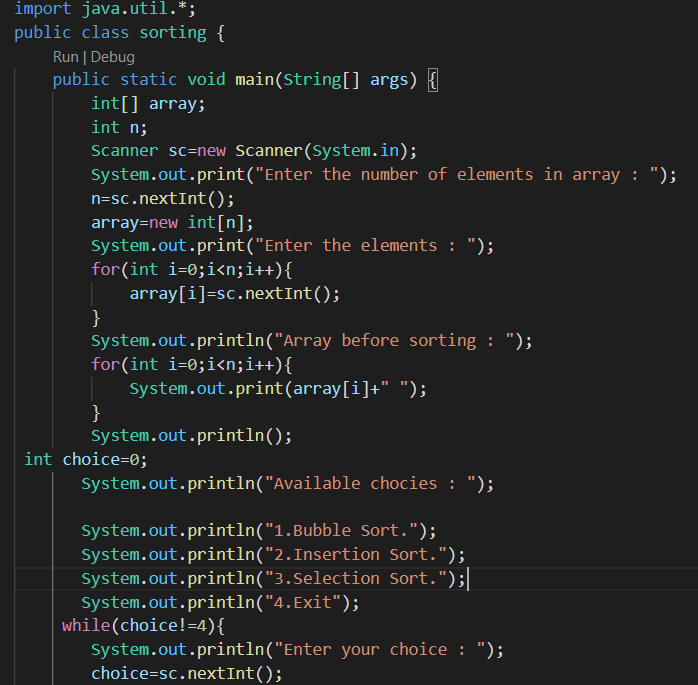 import java.util.*;
public class sorting {
Run | Debug
public static void main(String[] args) {
int[] array;
int n;
Scanner sc=new Scanner(System.in);
System.out.print("Enter the number of elements in array : ");
n=sc.nextInt();
array=new int[n];
System.out.print("Enter the elements : ");
for(int i=0;i<n;i++){
array[i]=sc.nextInt();
}
System.out.println("Array before sorting : ");
for(int i=0;i<n;i++){
System.out.print(array[i]+" ");
}
System.out.println();
int choice=0;
System.out.println("Available chocies : ");
System.out.println("1.Bubble Sort.");
System.out.println("2.Insertion Sort.");
System.out.println("3.Selection Sort.");
System.out.println("4.Exit");
while(choice!=4){
System.out.println("Enter your choice : ");
choice=sc.nextInt();